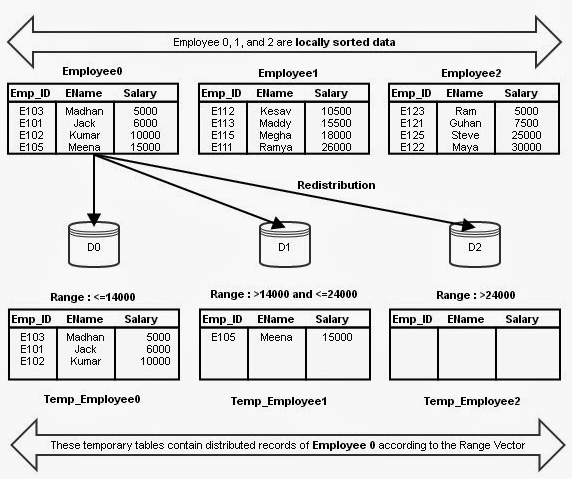 Employee 0, 1, and 2 are locally sorted data
Employee0 Employee1 Employee2
Emp_ID EName Salary Emp_ID EName Salary Emp_ID EName Salary
E103 Madhan 5000 E112 Kesav 10500 E123 Ram 5000
E101 Jack 6000 E113 Maddy 15500 E121 Guhan 7500
E102 Kumar 10000 E115 Megha 18000 E125 Steve 25000
E105 Meena 15000 E111 Ramya 26000 E122 Maya 30000
Redistribution
D0 D1 D2
Range : <=14000 Range : >14000 and <=24000 Range : >24000
Emp_ID EName Salary Emp_ID EName Salary Emp_ID EName Salary
E103 Madhan 5000 E105 Meena 15000
E101 Jack 6000
E102 Kumar 10000
Temp_Employee0 Temp_Employee1 Temp_Employee2
These temporary tables contain distributed records of Employee 0 according to the Range Vector